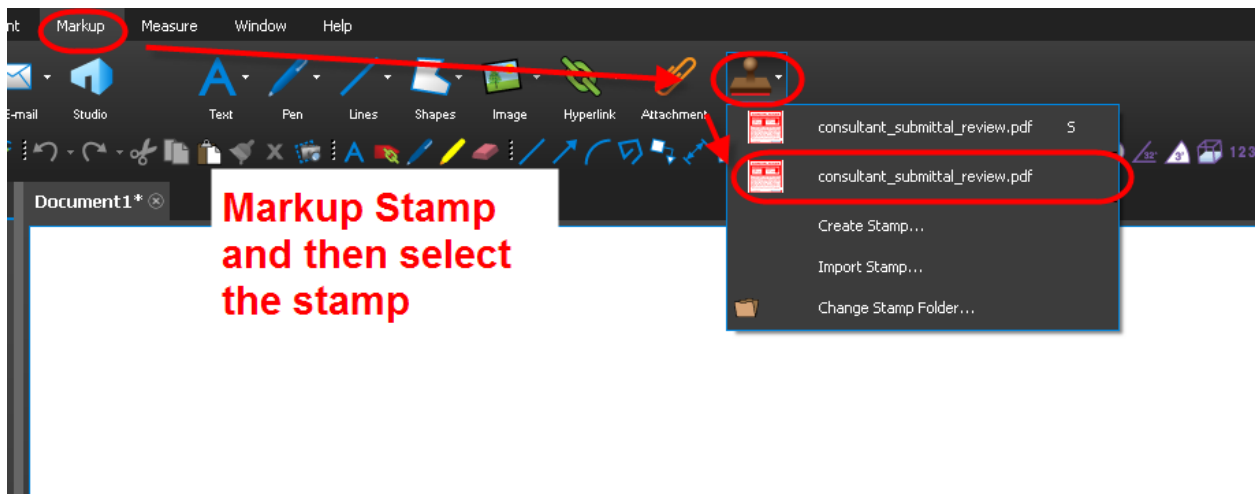 nt Markup Measure Window Help
E-mail Studio Text Pen Lines Shapes Image Hyperlink Attachment
consultant_submittal_review.pdf S
consultant_submittal_review.pdf
Create Stamp...
Import Stamp...
Change Stamp Folder...
Document1*
Markup Stamp
and then select
the stamp